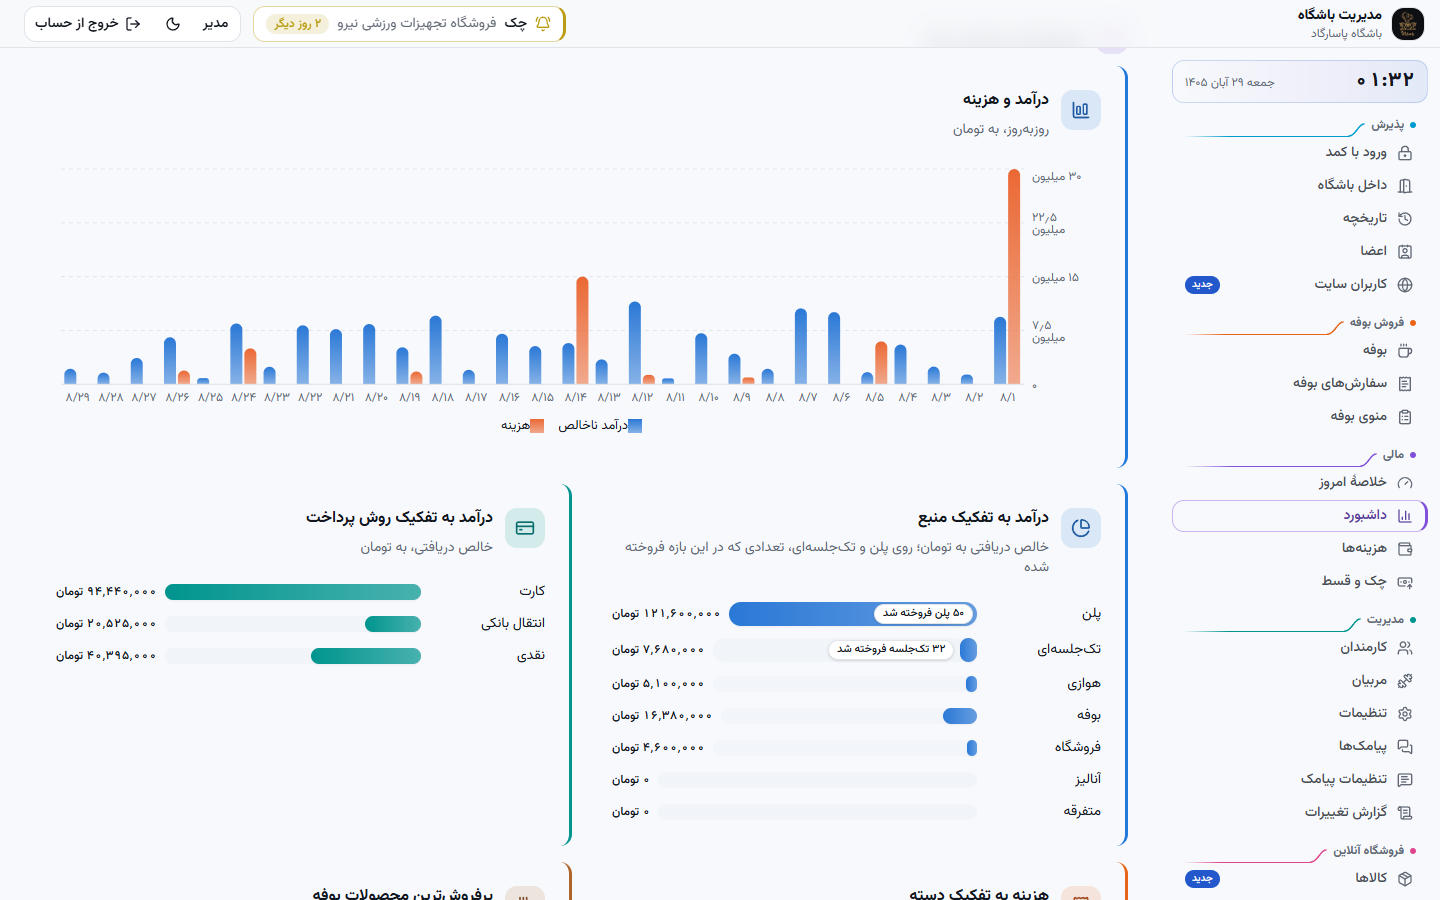 مدیریت باشگاه
باشگاه پاسارگاد
چک فروشگاه تجهیزات ورزشی نیرو ۲ روز دیگر
مدیر
خروج از حساب
۰۱:۳۲
جمعه ۲۹ آبان ۱۴۰۵
پذیرش
ورود با کمد
داخل باشگاه
تاریخچه
اعضا
کاربران سایت جدید
فروش بوفه
بوفه
سفارش‌های بوفه
منوی بوفه
مالی
خلاصهٔ امروز
داشبورد
هزینه‌ها
چک و قسط
مدیریت
کارمندان
مربیان
تنظیمات
پیامک‌ها
تنظیمات پیامک
گزارش تغییرات
فروشگاه آنلاین
کالاها جدید
درآمد و هزینه
روزبه‌روز، به تومان
۳۰ میلیون
۲۲٫۵
میلیون
۱۵ میلیون
۷٫۵
میلیون
۰
۸/۱ ۸/۲ ۸/۳ ۸/۴ ۸/۵ ۸/۶ ۸/۷ ۸/۸ ۸/۹ ۸/۱۰ ۸/۱۱ ۸/۱۲ ۸/۱۳ ۸/۱۴ ۸/۱۵ ۸/۱۶ ۸/۱۷ ۸/۱۸ ۸/۱۹ ۸/۲۰ ۸/۲۱ ۸/۲۲ ۸/۲۳ ۸/۲۴ ۸/۲۵ ۸/۲۶ ۸/۲۷ ۸/۲۸ ۸/۲۹
درآمد ناخالص هزینه
درآمد به تفکیک منبع
خالص دریافتی به تومان؛ روی پلن و تک‌جلسه‌ای، تعدادی که در این بازه فروخته
شده
پلن ۵۰ پلن فروخته شد ۱۲۱,۶۰۰,۰۰۰ تومان
تک‌جلسه‌ای ۳۲ تک‌جلسه فروخته شد ۷,۶۸۰,۰۰۰ تومان
هوازی ۵,۱۰۰,۰۰۰ تومان
بوفه ۱۶,۳۸۰,۰۰۰ تومان
فروشگاه ۴,۶۰۰,۰۰۰ تومان
آنالیز ۰ تومان
متفرقه ۰ تومان
درآمد به تفکیک روش پرداخت
خالص دریافتی، به تومان
کارت ۹۴,۴۴۰,۰۰۰ تومان
انتقال بانکی ۲۰,۵۲۵,۰۰۰ تومان
نقدی ۴۰,۳۹۵,۰۰۰ تومان
هزینه به تفکیک دسته
پرفروش‌ترین محصولات بوفه